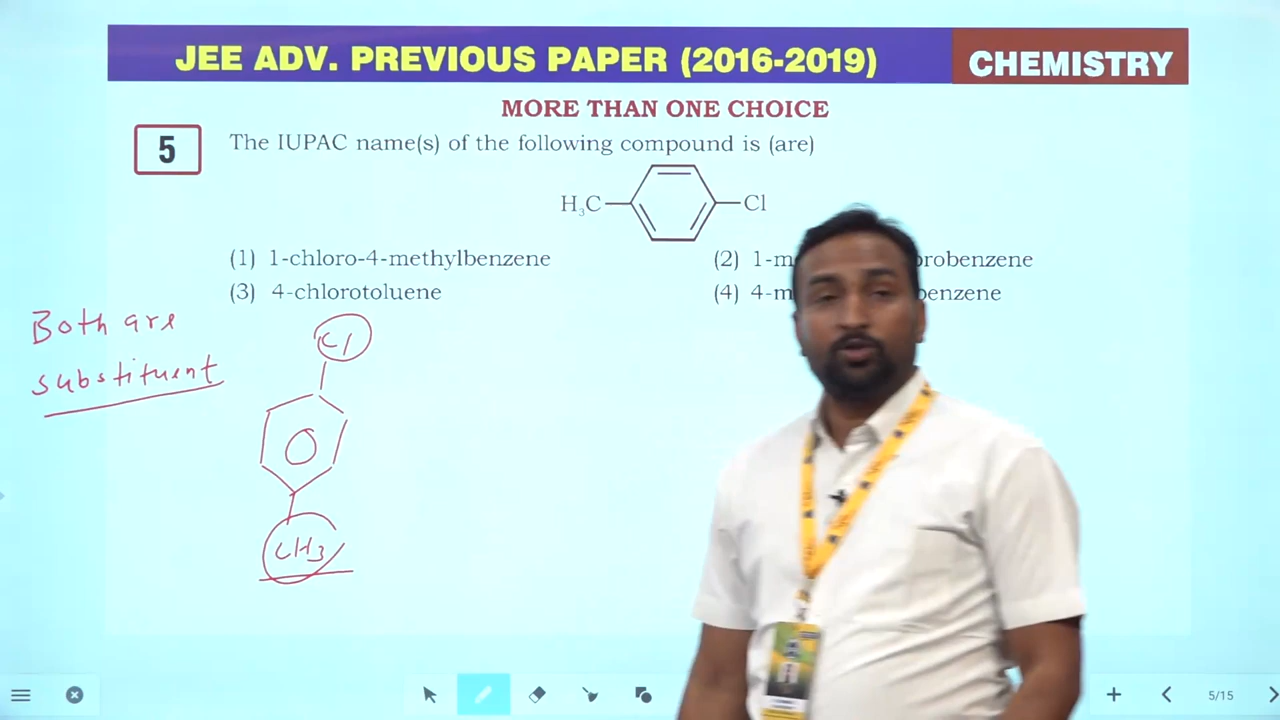 JEE ADV. PREVIOUS PAPER (2016-2019) CHEMISTRY
MORE THAN ONE CHOICE
5 The IUPAC name(s) of the following compound is (are)
H₃C Cl
(1) 1-chloro-4-methylbenzene (2) 1-m robenzene
(3) 4-chlorotoluene (4) 4-m benzene
Both are
substituent
Cl
CH3
5/15